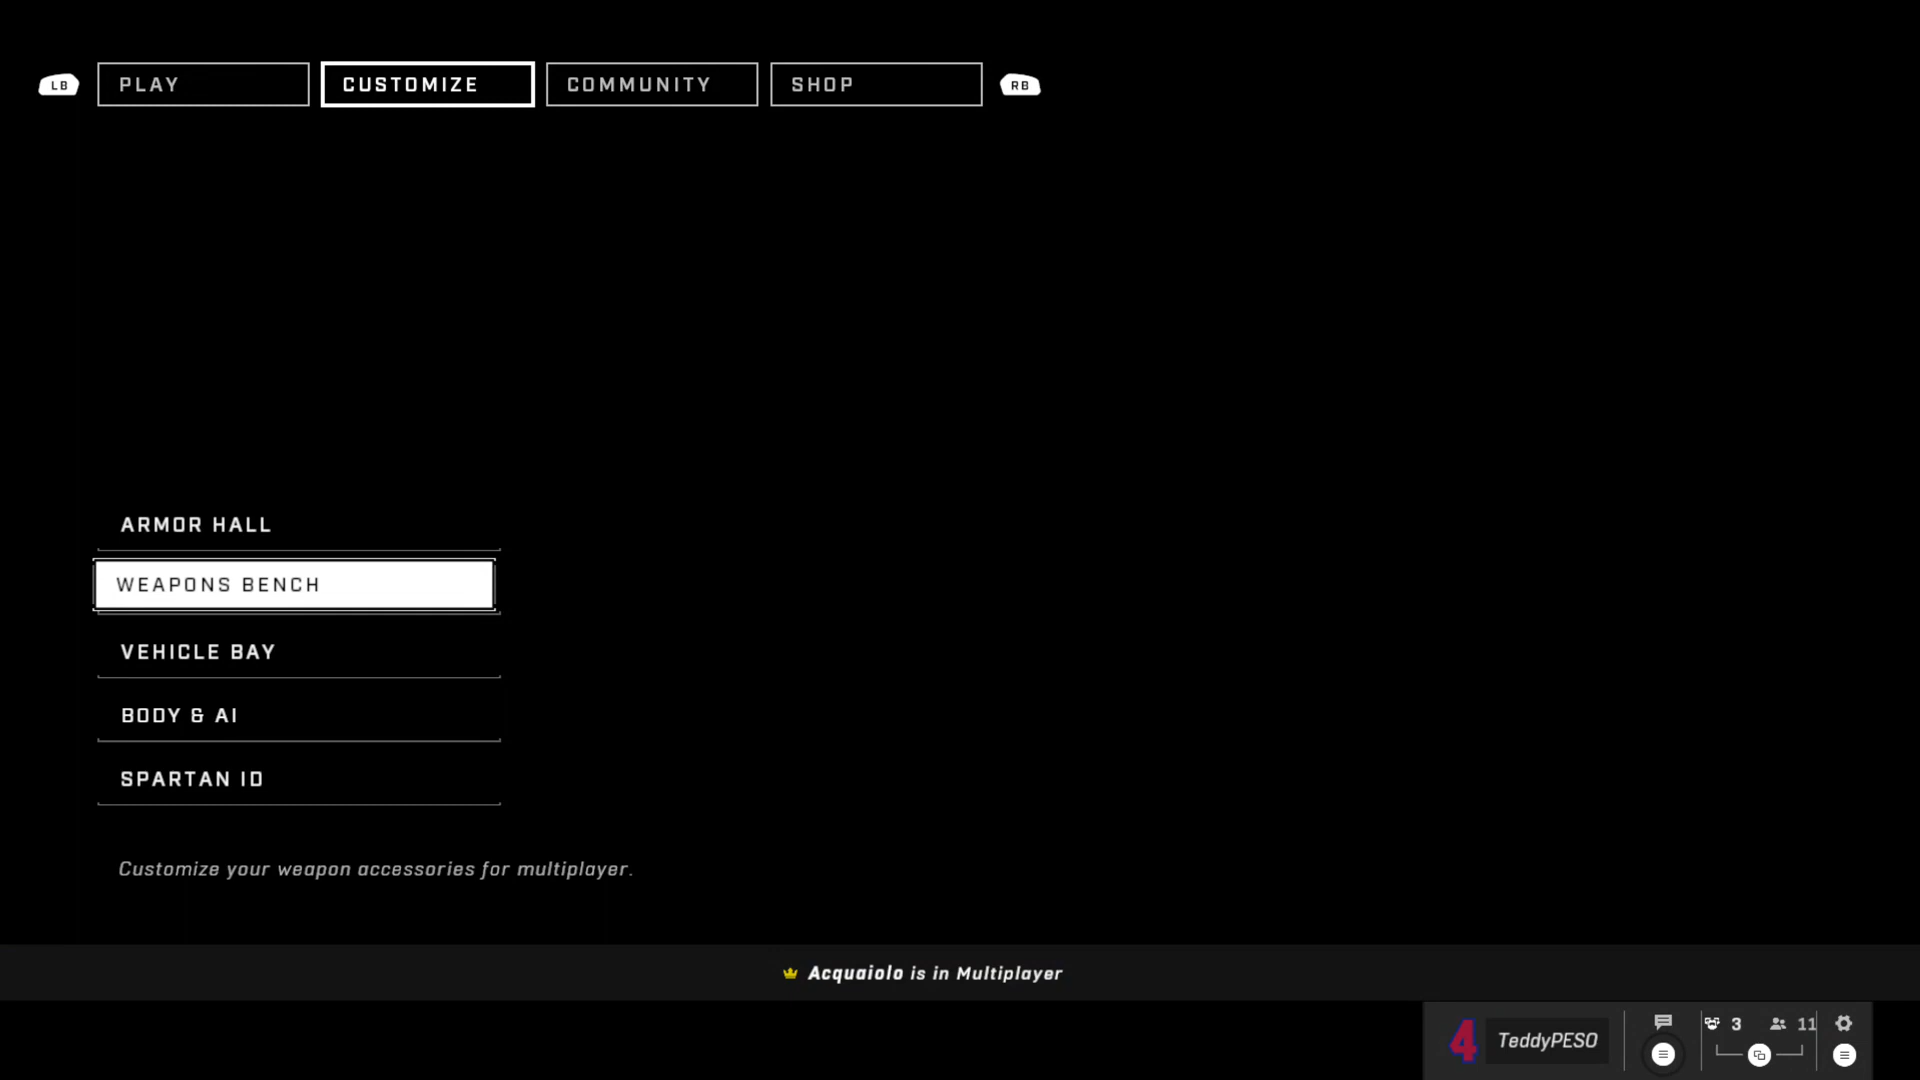 LB PLAY CUSTOMIZE COMMUNITY SHOP RB
ARMOR HALL
WEAPONS BENCH
VEHICLE BAY
BODY & AI
SPARTAN ID
Customize your weapon accessories for multiplayer.
Acquaiolo is in Multiplayer
4 TeddyPESO 3 11